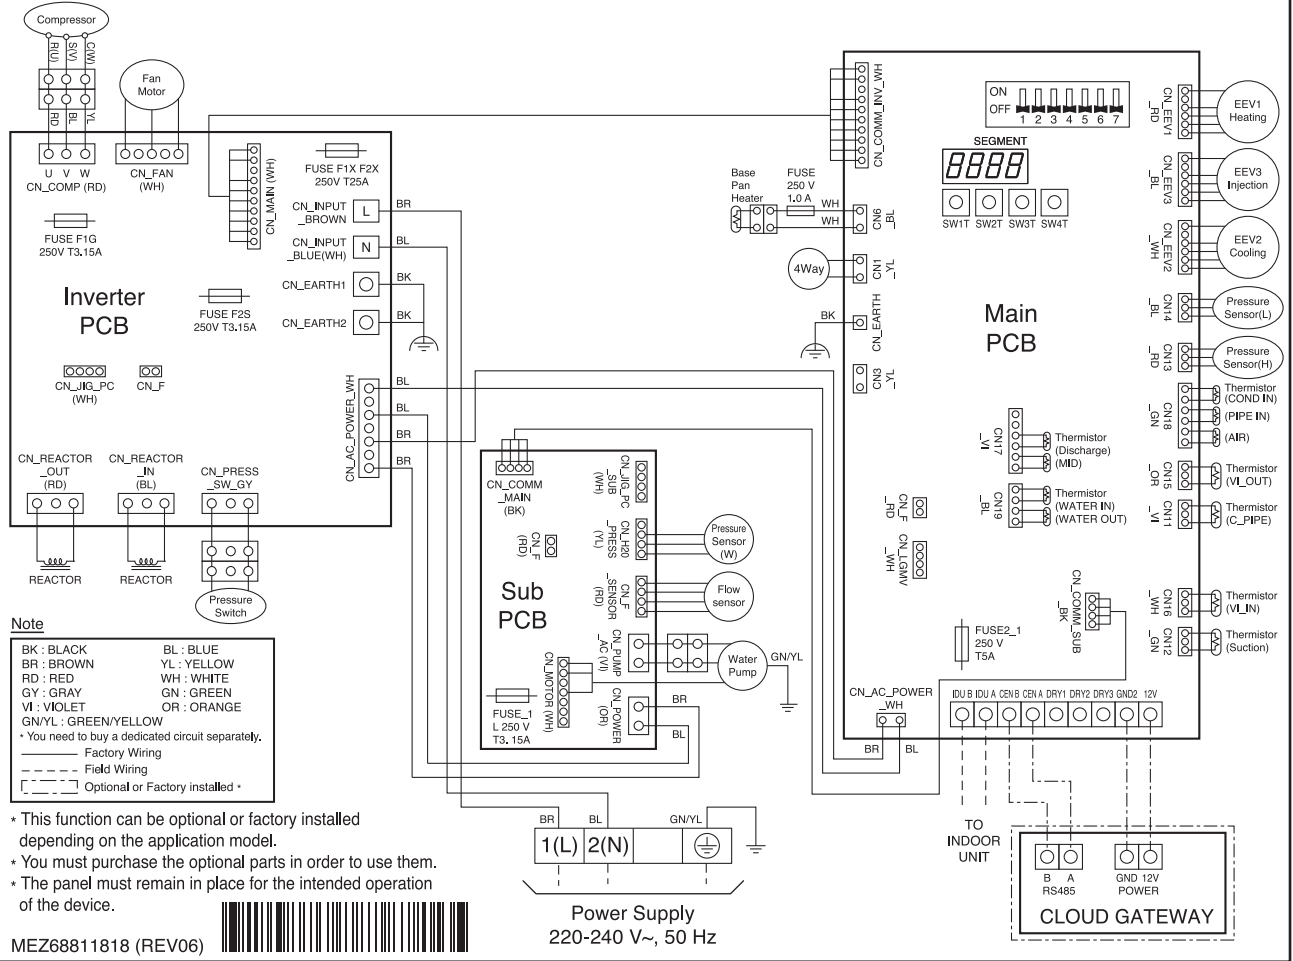 Compressor
R(U)
S(V)
C(W)
RD
BL
YL
Fan
Motor
U V W
CN_COMP (RD)
CN_FAN
(WH)
CN_MAIN (WH)
FUSE F1X F2X
250V T25A
FUSE F1G
250V T3.15A
CN_INPUT
_BROWN
L
BR
CN_INPUT
_BLUE(WH)
N
BL
CN_EARTH1
BK
CN_EARTH2
BK
Inverter
PCB
FUSE F2S
250V T3.15A
CN_JIG_PC
(WH)
CN_F
CN_AC_POWER_WH
BL
BL
BR
BR
CN_REACTOR
_OUT
(RD)
CN_REACTOR
_IN
(BL)
CN_PRESS
_SW_GY
REACTOR
REACTOR
Pressure
Switch
Note
BK : BLACK BL : BLUE
BR : BROWN YL : YELLOW
RD : RED WH : WHITE
GY : GRAY GN : GREEN
VI : VIOLET OR : ORANGE
GN/YL : GREEN/YELLOW
* You need to buy a dedicated circuit separately.
Factory Wiring
Field Wiring
Optional or Factory installed *
* This function can be optional or factory installed
depending on the application model.
* You must purchase the optional parts in order to use them.
* The panel must remain in place for the intended operation
of the device.
MEZ68811818 (REV06)
CN_COMM
_MAIN
(BK)
CN_JIG_PC
_SUB
(WH)
CN_F
(RD)
CN_H20
_PRESS
(YL)
Pressure
Sensor
(W)
CN_F
_SENSOR
(RD)
Flow
sensor
Sub
PCB
CN_PUMP
_AC (VI)
Water
Pump
GN/YL
CN_MOTOR (WH)
FUSE_1
L 250 V
T3. 15A
CN_POWER
(OR)
BR
BL
BR
BL
GN/YL
1(L)
2(N)
Power Supply
220-240 V~, 50 Hz
CN_COMM_INV_WH
ON
OFF
1 2 3 4 5 6 7
SEGMENT
8888
SW1T SW2T SW3T SW4T
Base
Pan
Heater
FUSE
250 V
1.0 A
WH
WH
CN6
_BL
4Way
CN1
_YL
BK
CN_EARTH
CN3
_YL
Main
PCB
CN_EEV1
_RD
EEV1
Heating
CN_EEV3
_BL
EEV3
Injection
CN_EEV2
_WH
EEV2
Cooling
CN14
_BL
Pressure
Sensor(L)
CN13
_RD
Pressure
Sensor(H)
CN18
_GN
Thermistor
(COND IN)
(PIPE IN)
(AIR)
CN17
_VI
Thermistor
(Discharge)
(MID)
CN15
_OR
Thermistor
(VI_OUT)
CN19
_BL
Thermistor
(WATER IN)
(WATER OUT)
CN11
_VI
Thermistor
(C_PIPE)
CN_F
_RD
CN_LGMV
_WH
CN_COMM_SUB
_BK
CN16
_WH
Thermistor
(VI_IN)
CN12
_GN
Thermistor
(Suction)
FUSE2_1
250 V
T5A
CN_AC_POWER
_WH
BR
BL
IDU B IDU A CEN B CEN A DRY1 DRY2 DRY3 GND2 12V
TO
INDOOR
UNIT
B A
RS485
GND 12V
POWER
CLOUD GATEWAY